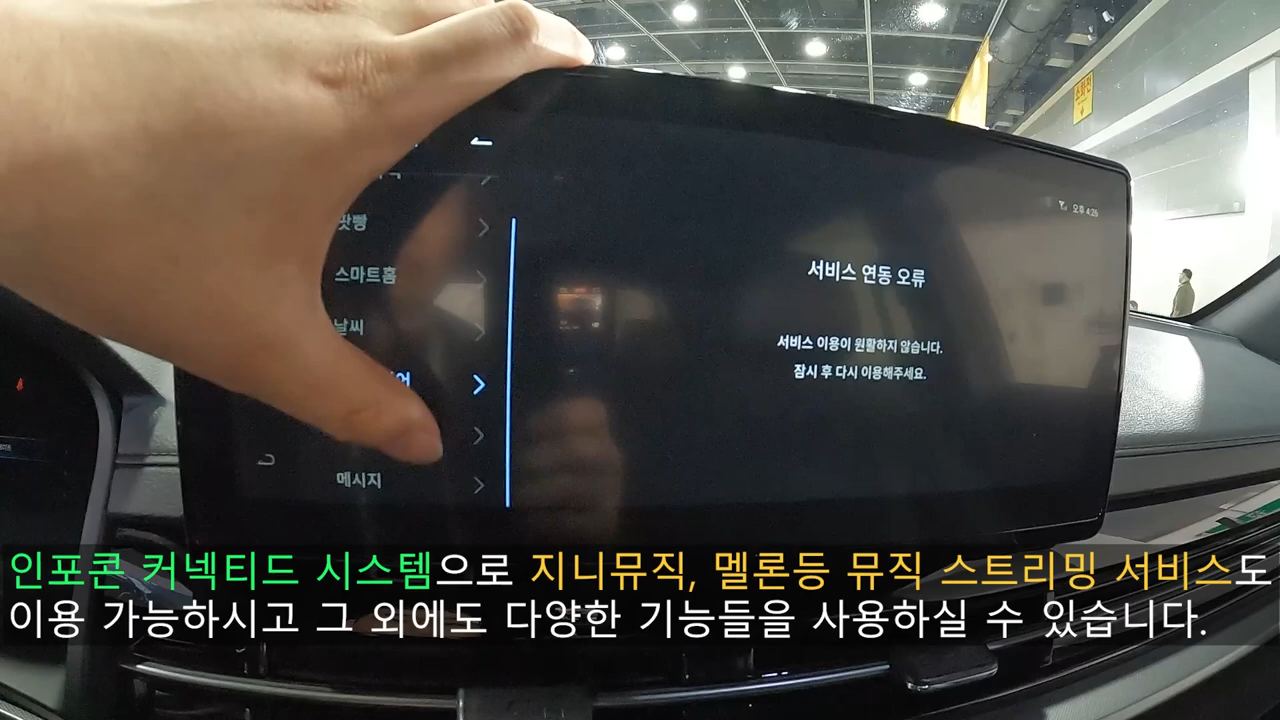 오후 4:25
팟빵
스마트홈
날씨
메시지
서비스 연동 오류
서비스 이용이 원활하지 않습니다.
잠시 후 다시 이용해주세요.
인포콘 커넥티드 시스템으로 지니뮤직, 멜론등 뮤직 스트리밍 서비스도
이용 가능하시고 그 외에도 다양한 기능들을 사용하실 수 있습니다.